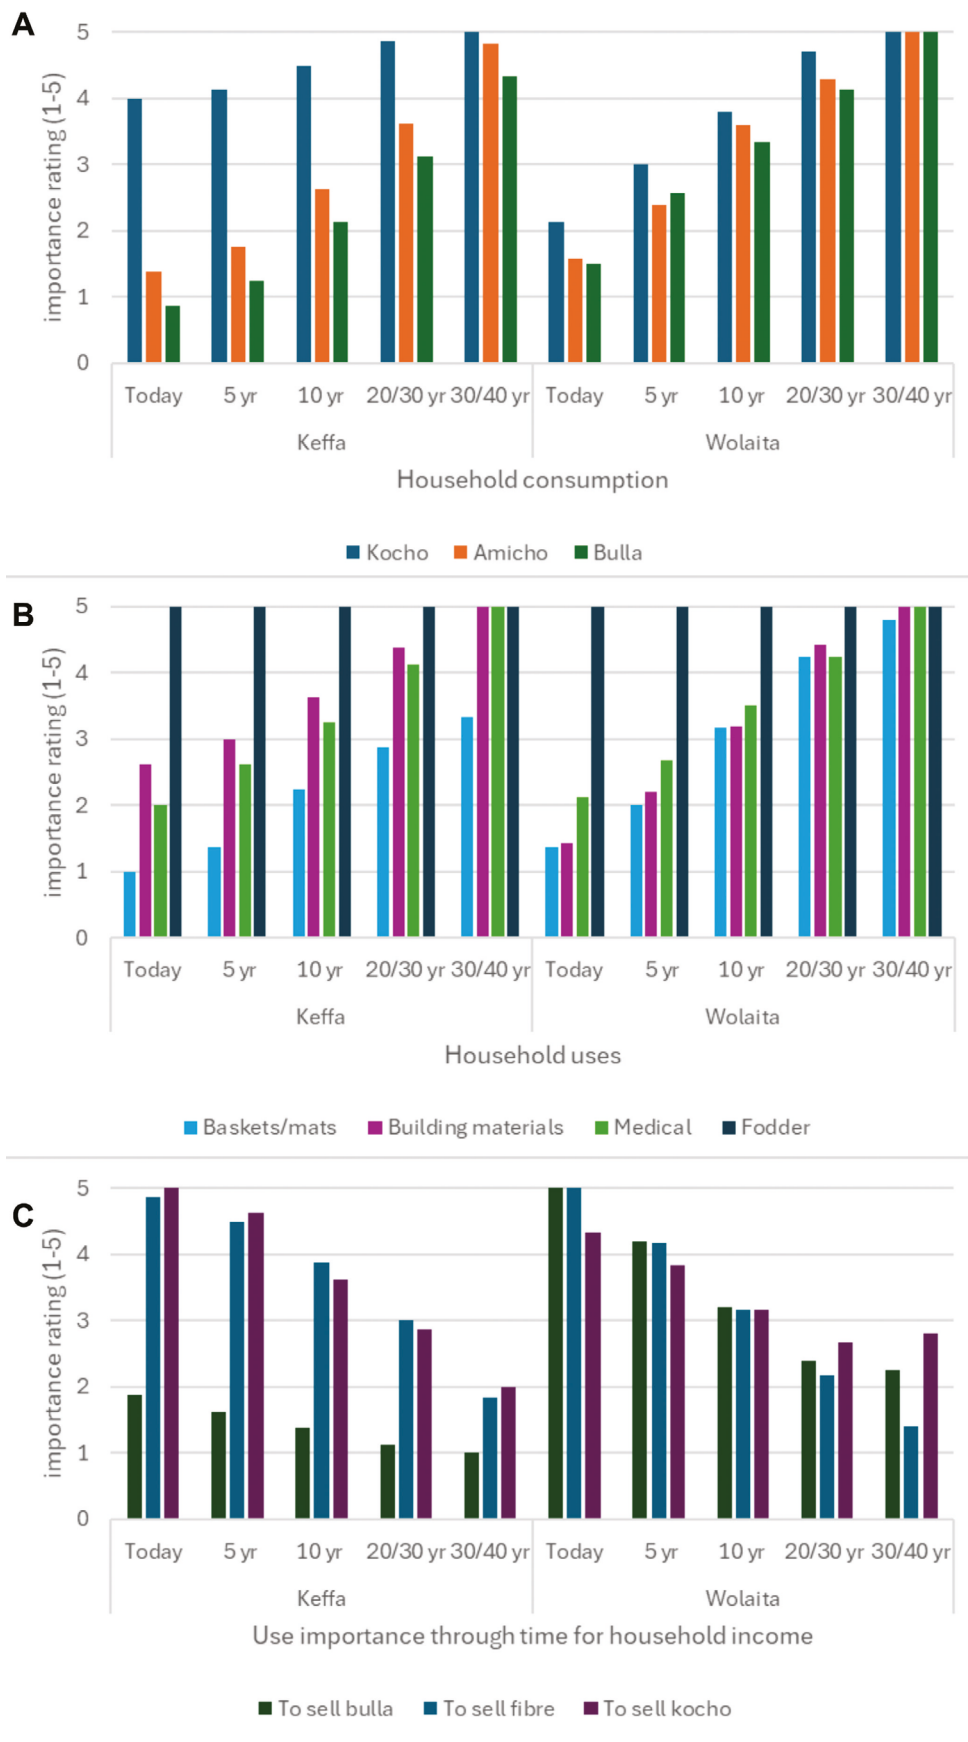 A
importance rating (1-5)
5
4
3
2
1
0
Today 5 yr 10 yr 20/30 yr 30/40 yr Today 5 yr 10 yr 20/30 yr 30/40 yr
Keffa Wolaita
Household consumption
Kocho Amicho Bulla
B
importance rating (1-5)
5
4
3
2
1
0
Today 5 yr 10 yr 20/30 yr 30/40 yr Today 5 yr 10 yr 20/30 yr 30/40 yr
Keffa Wolaita
Household uses
Baskets/mats Building materials Medical Fodder
C
importance rating (1-5)
5
4
3
2
1
0
Today 5 yr 10 yr 20/30 yr 30/40 yr Today 5 yr 10 yr 20/30 yr 30/40 yr
Keffa Wolaita
Use importance through time for household income
To sell bulla To sell fibre To sell kocho